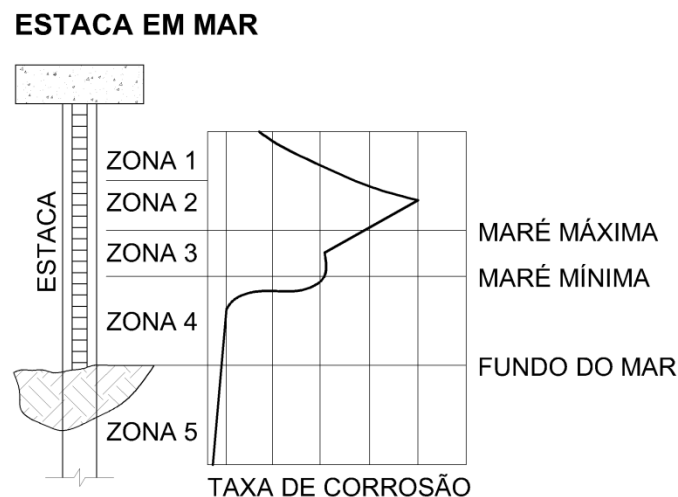 ESTACA EM MAR
ESTACA
ZONA 1
ZONA 2
MARÉ MÁXIMA
ZONA 3
MARÉ MÍNIMA
ZONA 4
FUNDO DO MAR
ZONA 5
TAXA DE CORROSÃO